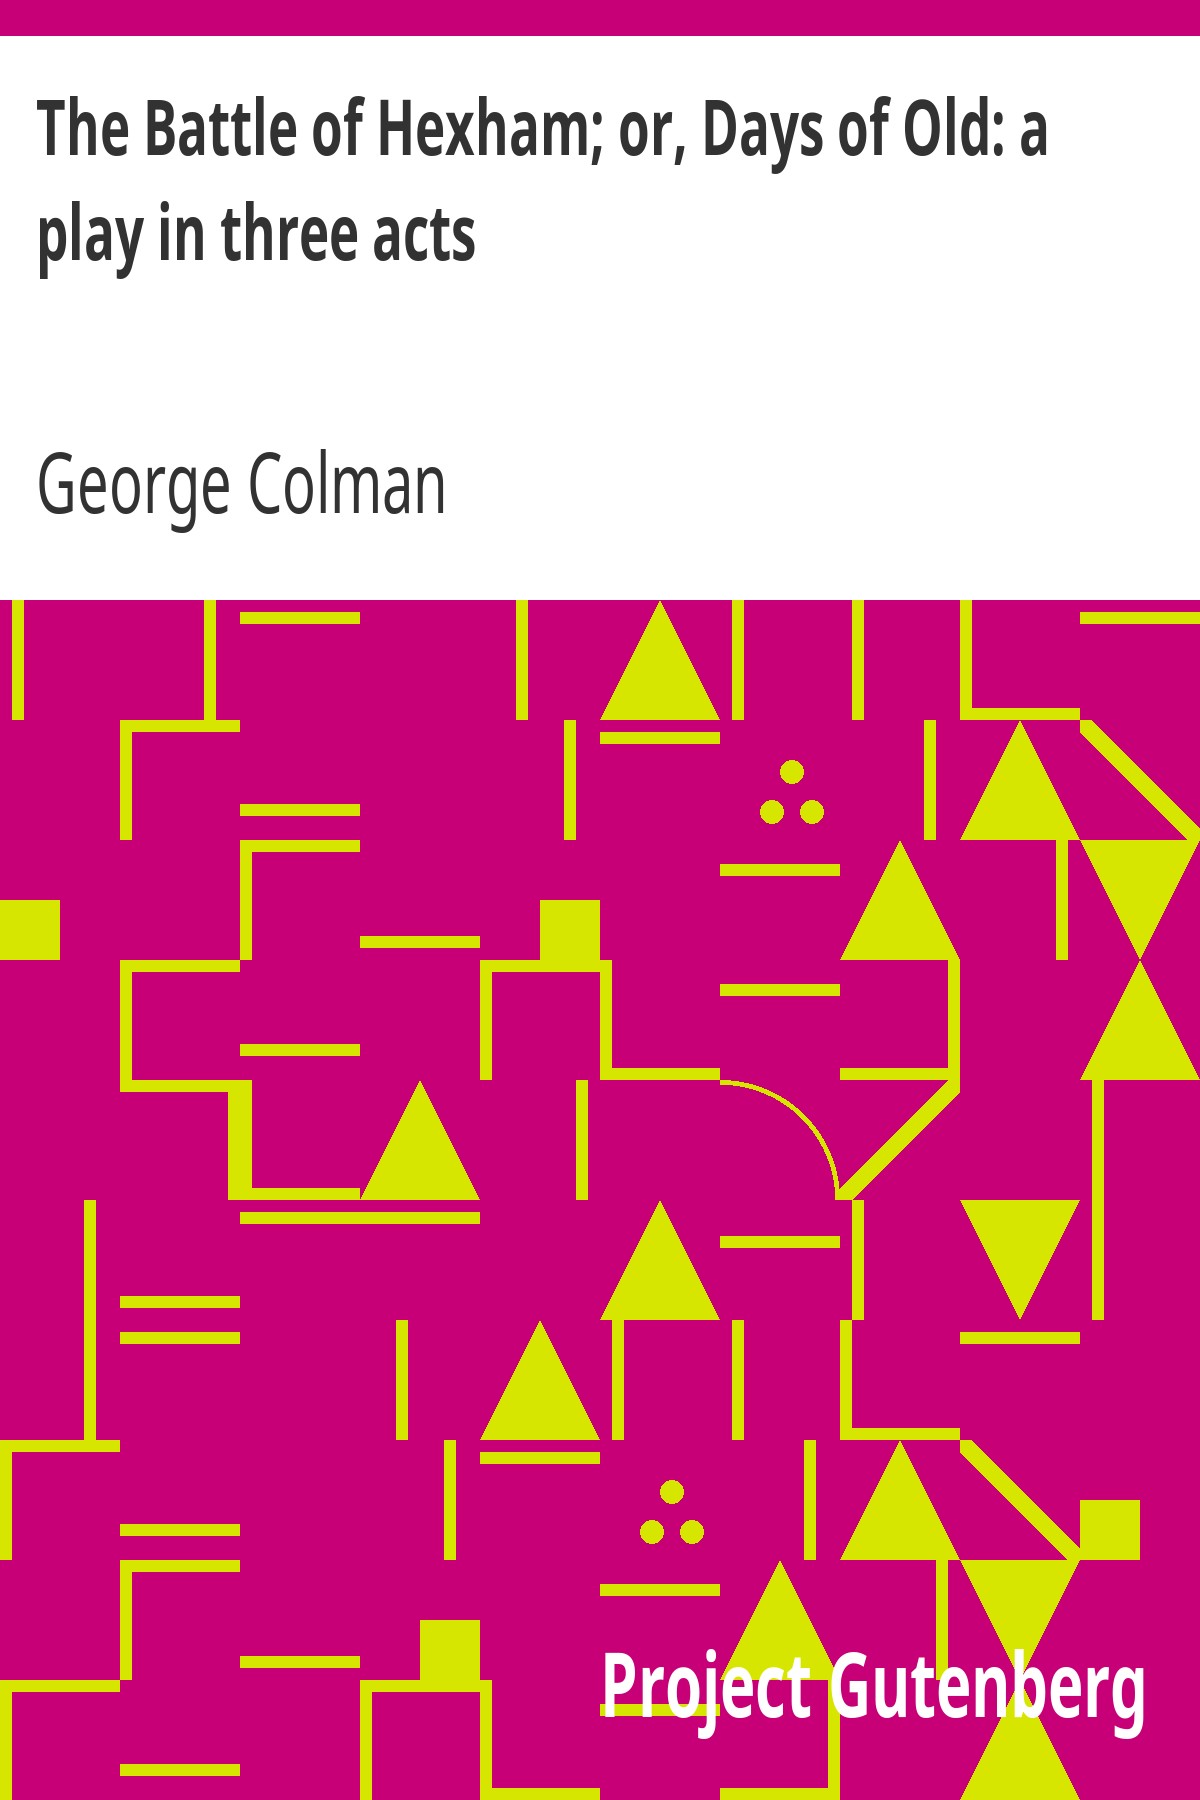 The Battle of Hexham; or, Days of Old: a
play in three acts
George Colman
Project Gutenberg